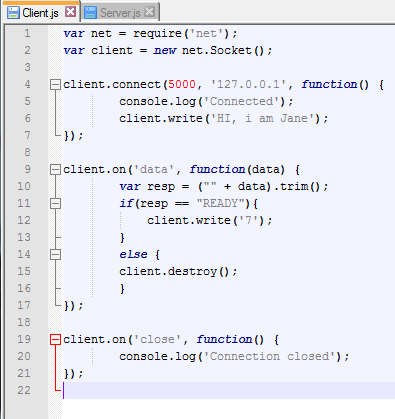 Client.js Server.js
1 var net = require('net');
2 var client = new net.Socket();
3
4 client.connect(5000, '127.0.0.1', function() {
5 console.log('Connected');
6 client.write('HI, i am Jane');
7 });
8
9 client.on('data', function(data) {
10 var resp = ("" + data).trim();
11 if(resp == "READY"){
12 client.write('7');
13 }
14 else {
15 client.destroy();
16 }
17 });
18
19 client.on('close', function() {
20 console.log('Connection closed');
21 });
22